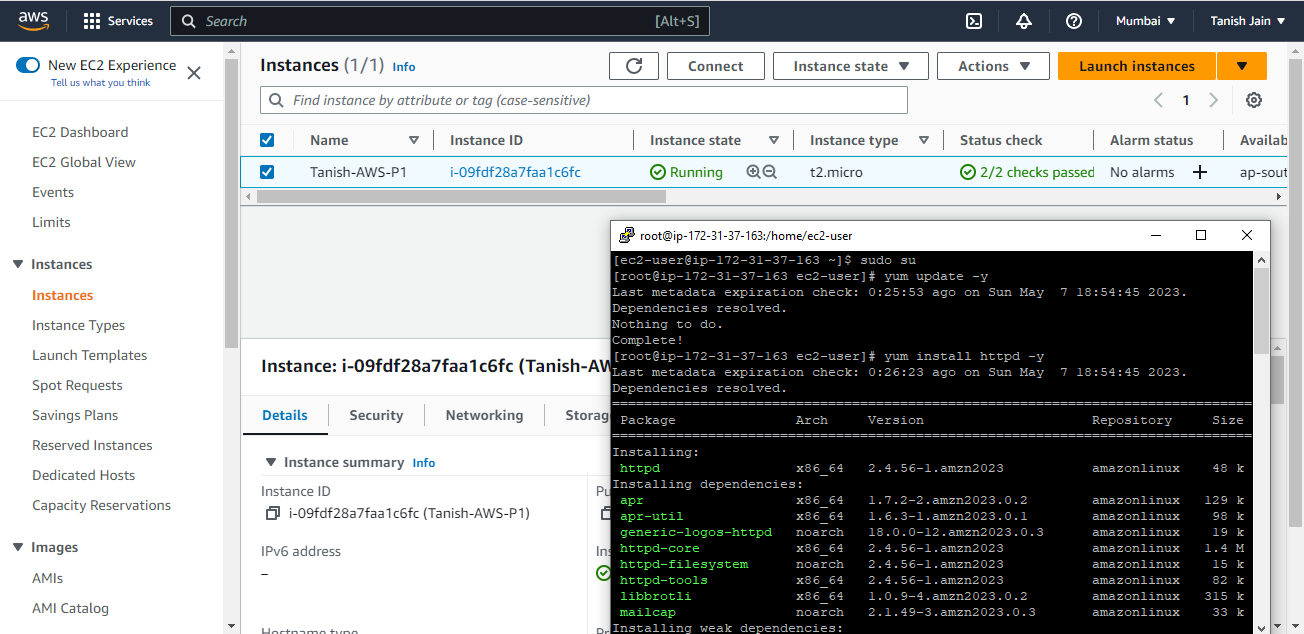 aws Services Search [Alt+S] Mumbai ▼ Tanish Jain ▼
New EC2 Experience
Tell us what you think
EC2 Dashboard
EC2 Global View
Events
Limits
Instances
Instances
Instance Types
Launch Templates
Spot Requests
Savings Plans
Reserved Instances
Dedicated Hosts
Capacity Reservations
Images
AMIs
AMI Catalog
Instances (1/1) Info
Connect Instance state ▼ Actions ▼ Launch instances ▼
Find instance by attribute or tag (case-sensitive) 1
Name Instance ID Instance state Instance type Status check Alarm status Availab
Tanish-AWS-P1 i-09fdf28a7faa1c6fc Running t2.micro 2/2 checks passed No alarms + ap-sout
Instance: i-09fdf28a7faa1c6fc (Tanish-AW
Details Security Networking Storag
Instance summary Info
Instance ID
i-09fdf28a7faa1c6fc (Tanish-AWS-P1)
Pu
IPv6 address
–
Ins
Hostname type
root@ip-172-31-37-163:/home/ec2-user
[ec2-user@ip-172-31-37-163 ~]$ sudo su
[root@ip-172-31-37-163 ec2-user]# yum update -y
Last metadata expiration check: 0:25:53 ago on Sun May  7 18:54:45 2023.
Dependencies resolved.
Nothing to do.
Complete!
[root@ip-172-31-37-163 ec2-user]# yum install httpd -y
Last metadata expiration check: 0:26:23 ago on Sun May  7 18:54:45 2023.
Dependencies resolved.
Package Arch Version Repository Size
Installing:
httpd x86_64 2.4.56-1.amzn2023 amazonlinux 48 k
Installing dependencies:
apr x86_64 1.7.2-2.amzn2023.0.2 amazonlinux 129 k
apr-util x86_64 1.6.3-1.amzn2023.0.1 amazonlinux 98 k
generic-logos-httpd noarch 18.0.0-12.amzn2023.0.3 amazonlinux 19 k
httpd-core x86_64 2.4.56-1.amzn2023 amazonlinux 1.4 M
httpd-filesystem noarch 2.4.56-1.amzn2023 amazonlinux 15 k
httpd-tools x86_64 2.4.56-1.amzn2023 amazonlinux 82 k
libbrotli x86_64 1.0.9-4.amzn2023.0.2 amazonlinux 315 k
mailcap noarch 2.1.49-3.amzn2023.0.3 amazonlinux 33 k
Installing weak dependencies: